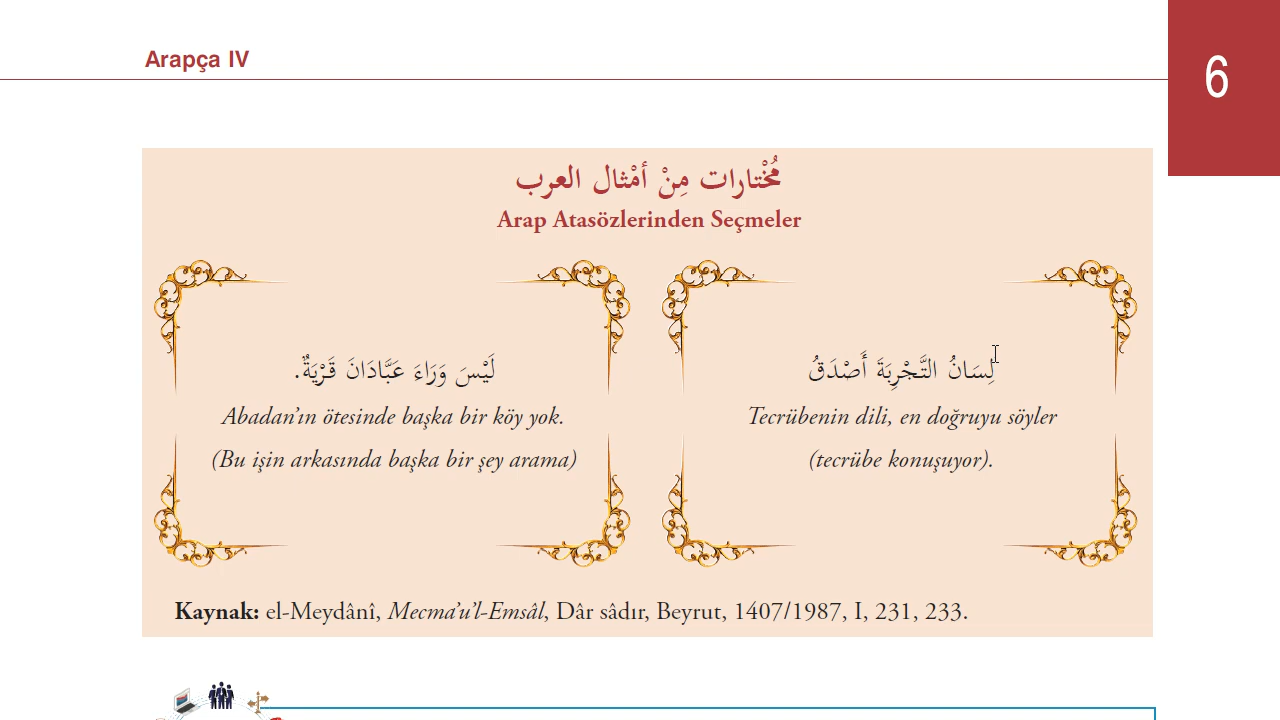 Arapça IV
6
مُخْتارات مِنْ أمْثال العرب
Arap Atasözlerinden Seçmeler
لِسَانُ التَّجْرِبَةَ أَصْدَقُ
Tecrübenin dili, en doğruyu söyler
(tecrübe konuşuyor).
لَيْسَ وَرَاءَ عَبَّادَانَ قَرْيَةٌ.
Abadan’ın ötesinde başka bir köy yok.
(Bu işin arkasında başka bir şey arama)
Kaynak: el-Meydânî, Mecma’u’l-Emsâl, Dâr sâdır, Beyrut, 1407/1987, I, 231, 233.